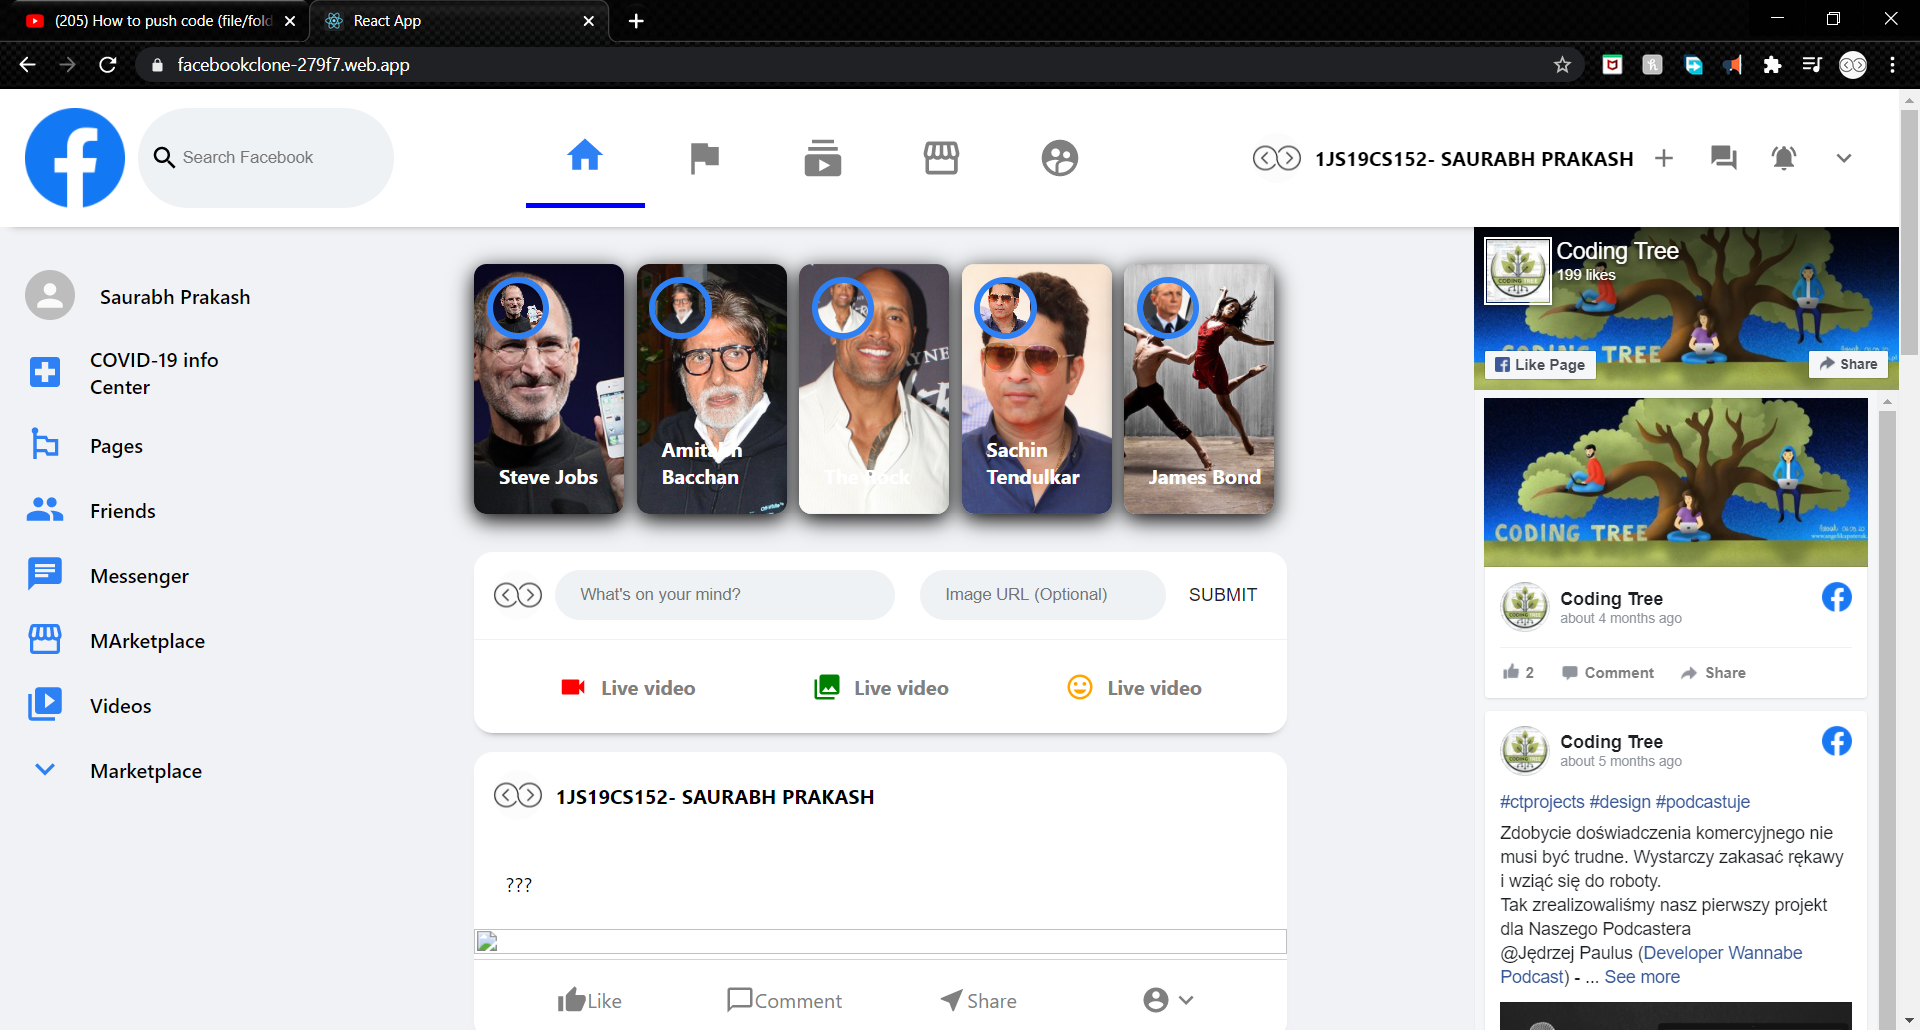 (205) How to push code (file/fold
React App
facebookclone-279f7.web.app
Search Facebook
1JS19CS152- SAURABH PRAKASH
Saurabh Prakash
COVID-19 info
Center
Pages
Friends
Messenger
MArketplace
Videos
Marketplace
Steve Jobs
Amitabh
Bacchan
The Rock
Sachin
Tendulkar
James Bond
What's on your mind?
Image URL (Optional)
SUBMIT
Live video
Live video
Live video
1JS19CS152- SAURABH PRAKASH
???
Like
Comment
Share
Coding Tree
199 likes
CODING TREE
Like Page
Share
CODING TREE
Coding Tree
about 4 months ago
2
Comment
Share
Coding Tree
about 5 months ago
#ctprojects #design #podcastuje
Zdobycie doświadczenia komercyjnego nie
musi być trudne. Wystarczy zakasać rękawy
i wziąć się do roboty.
Tak zrealizowaliśmy nasz pierwszy projekt
dla Naszego Podcastera
@Jędrzej Paulus (Developer Wannabe
Podcast) - ... See more